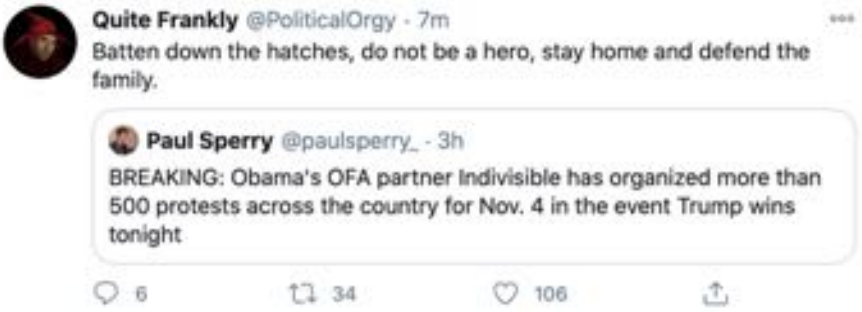 Quite Frankly @PoliticalOrgy · 7m
Batten down the hatches, do not be a hero, stay home and defend the
family.
Paul Sperry @paulsperry_ · 3h
BREAKING: Obama's OFA partner Indivisible has organized more than
500 protests across the country for Nov. 4 in the event Trump wins
tonight
6 34 106